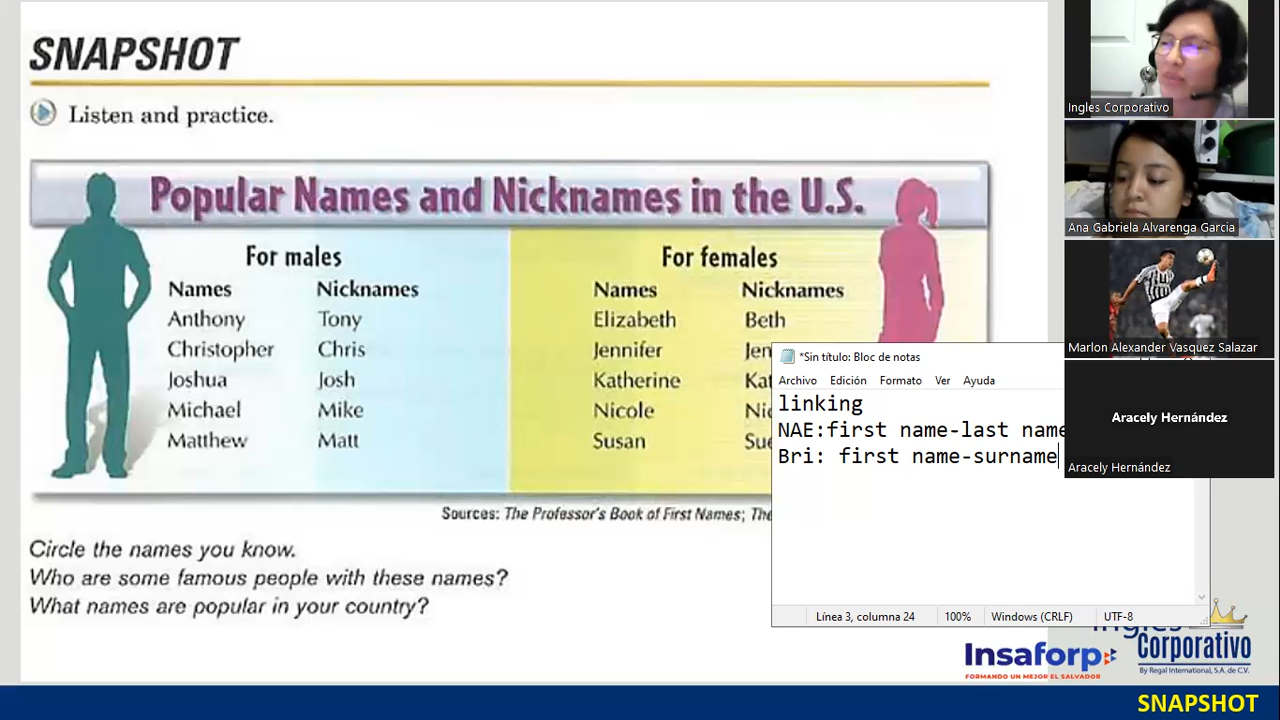 SNAPSHOT
Listen and practice.
Popular Names and Nicknames in the U.S.
For males
Names Nicknames
Anthony Tony
Christopher Chris
Joshua Josh
Michael Mike
Matthew Matt
For females
Names Nicknames
Elizabeth Beth
Jennifer Jen
Katherine Kat
Nicole Nic
Susan Sue
Sources: The Professor's Book of First Names; The
Circle the names you know.
Who are some famous people with these names?
What names are popular in your country?
*Sin título: Bloc de notas
Archivo Edición Formato Ver Ayuda
linking
NAE:first name-last name
Bri: first name-surname
Línea 3, columna 24 100% Windows (CRLF) UTF-8
Ingles Corporativo
Ana Gabriela Alvarenga Garcia
Marlon Alexander Vasquez Salazar
Aracely Hernández
Aracely Hernández
Insaforp
FORMANDO UN MEJOR EL SALVADOR
Ingles
Corporativo
By Regal International, S.A. de C.V.
SNAPSHOT